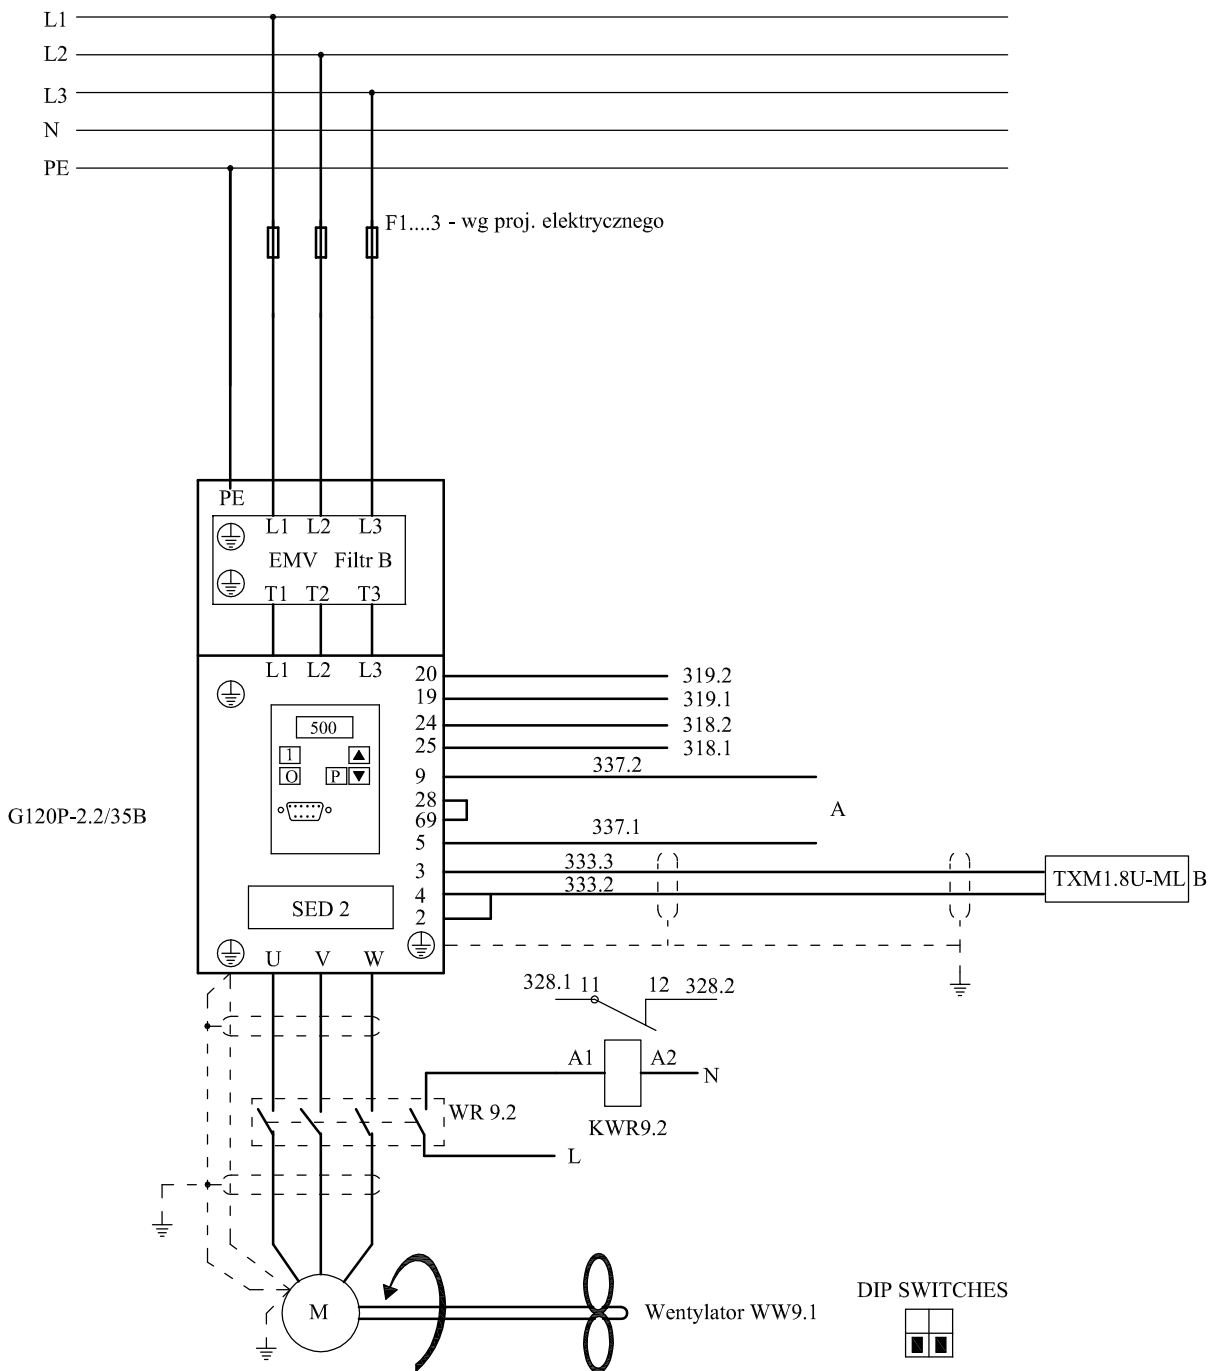 L1
L2
L3
N
PE
F1....3 - wg proj. elektrycznego
PE
L1 L2 L3
EMV Filtr B
T1 T2 T3
L1 L2 L3
20 319.2
19 319.1
500
24 318.2
25 318.1
1
O P
9 337.2
28
69
A
G120P-2.2/35B
5 337.1
3 333.3
4 333.2
TXM1.8U-ML B
SED 2
2
U V W
328.1 11 12 328.2
A1 A2
N
WR 9.2
KWR9.2
L
M
Wentylator WW9.1
DIP SWITCHES